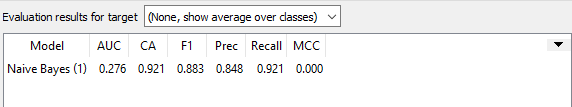 Evaluation results for target (None, show average over classes)
Model AUC CA F1 Prec Recall MCC
Naive Bayes (1) 0.276 0.921 0.883 0.848 0.921 0.000